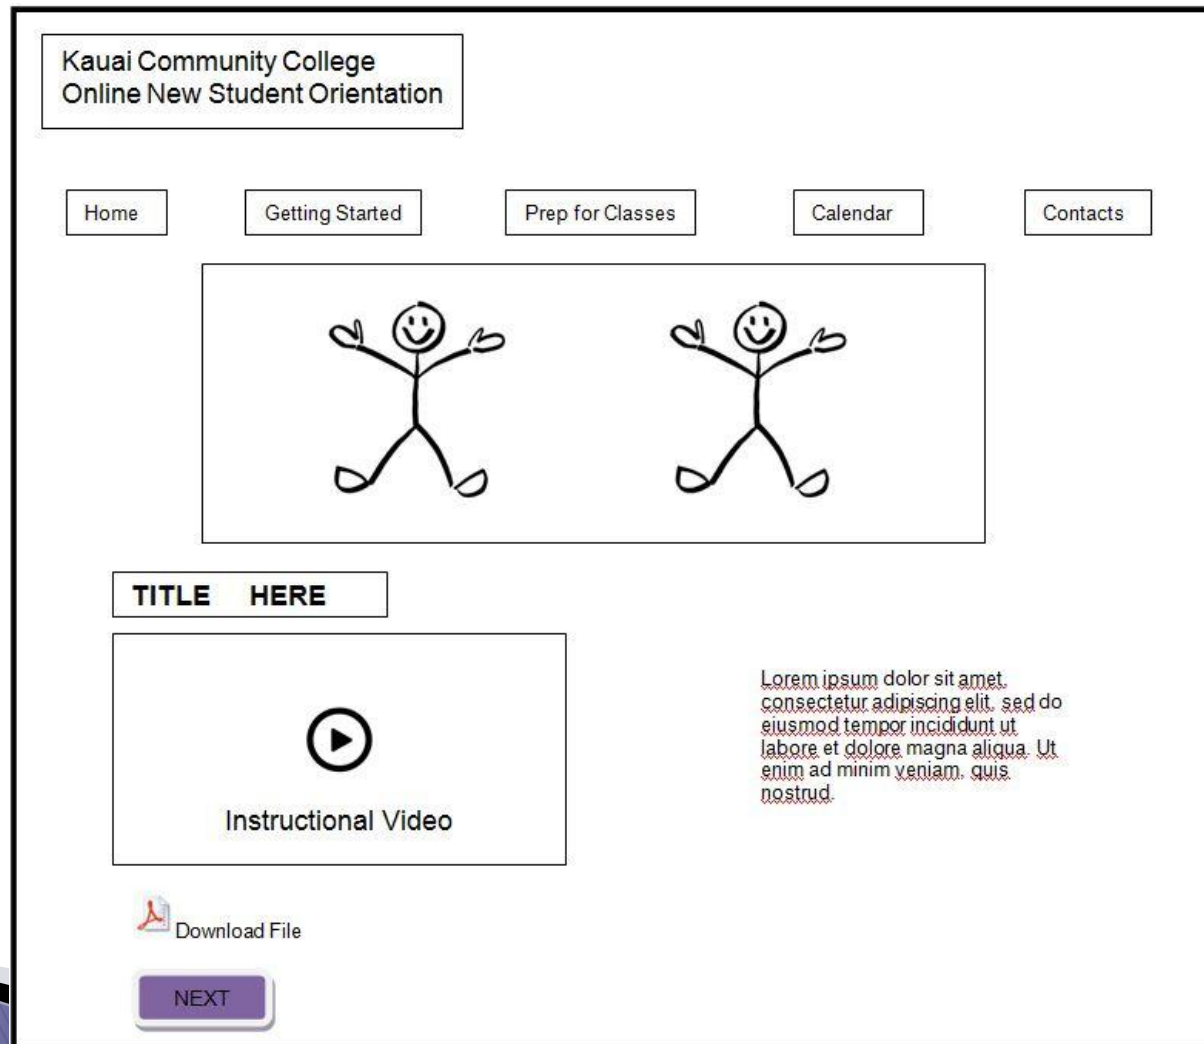 Kauai Community College
Online New Student Orientation
Home
Getting Started
Prep for Classes
Calendar
Contacts
TITLE HERE
Instructional Video
Lorem ipsum dolor sit amet,
consectetur adipiscing elit, sed do
eiusmod tempor incididunt ut
labore et dolore magna aliqua. Ut
enim ad minim veniam, quis
nostrud.
Download File
NEXT